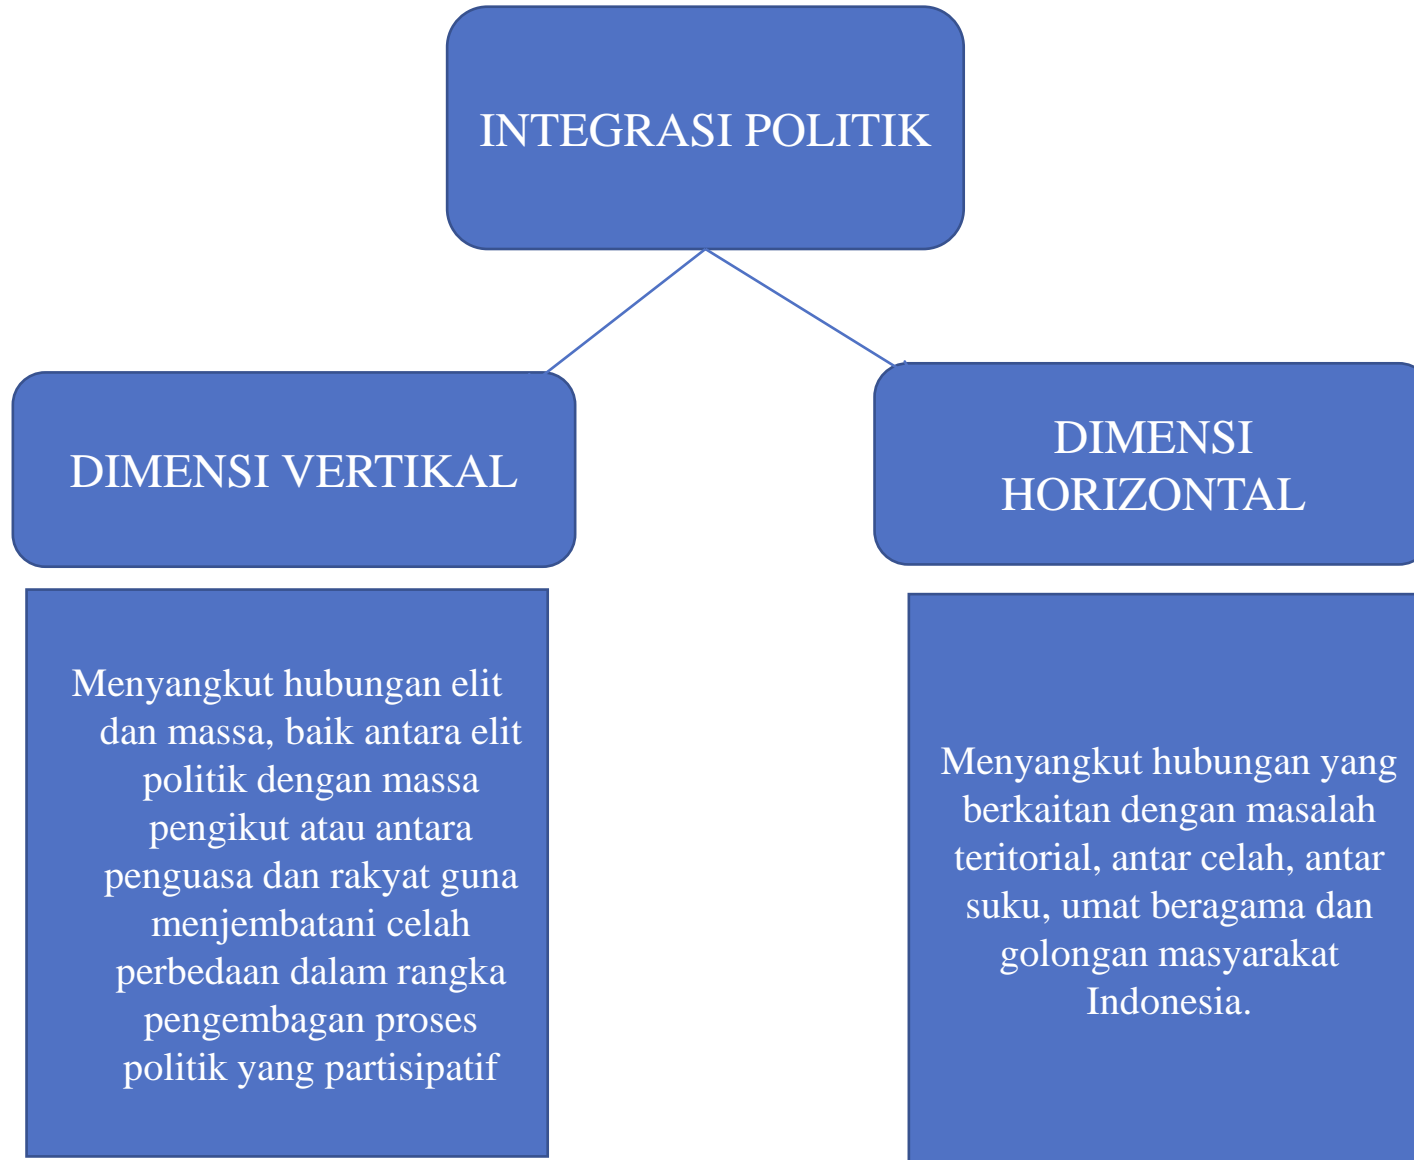 INTEGRASI POLITIK
DIMENSI VERTIKAL
Menyangkut hubungan elit
dan massa, baik antara elit
politik dengan massa
pengikut atau antara
penguasa dan rakyat guna
menjembatani celah
perbedaan dalam rangka
pengembagan proses
politik yang partisipatif
DIMENSI
HORIZONTAL
Menyangkut hubungan yang
berkaitan dengan masalah
teritorial, antar celah, antar
suku, umat beragama dan
golongan masyarakat
Indonesia.